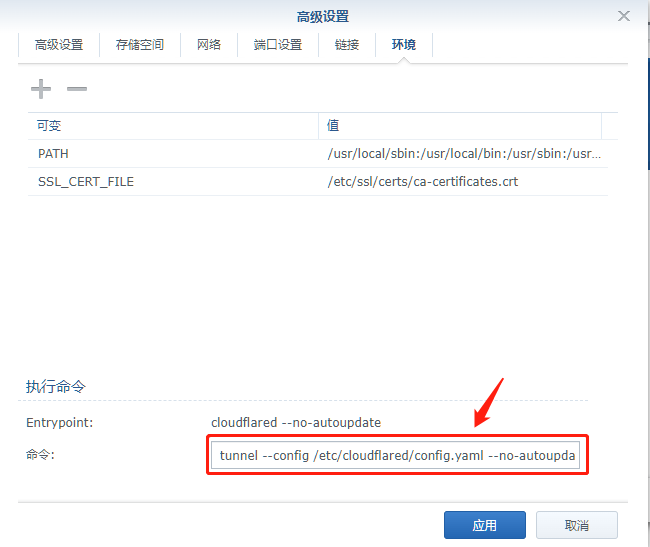 高级设置
高级设置 存储空间 网络 端口设置 链接 环境
可变 值
PATH /usr/local/sbin:/usr/local/bin:/usr/sbin:/usr...
SSL_CERT_FILE /etc/ssl/certs/ca-certificates.crt
执行命令
Entrypoint: cloudflared --no-autoupdate
命令: tunnel --config /etc/cloudflared/config.yaml --no-autoupda
应用 取消